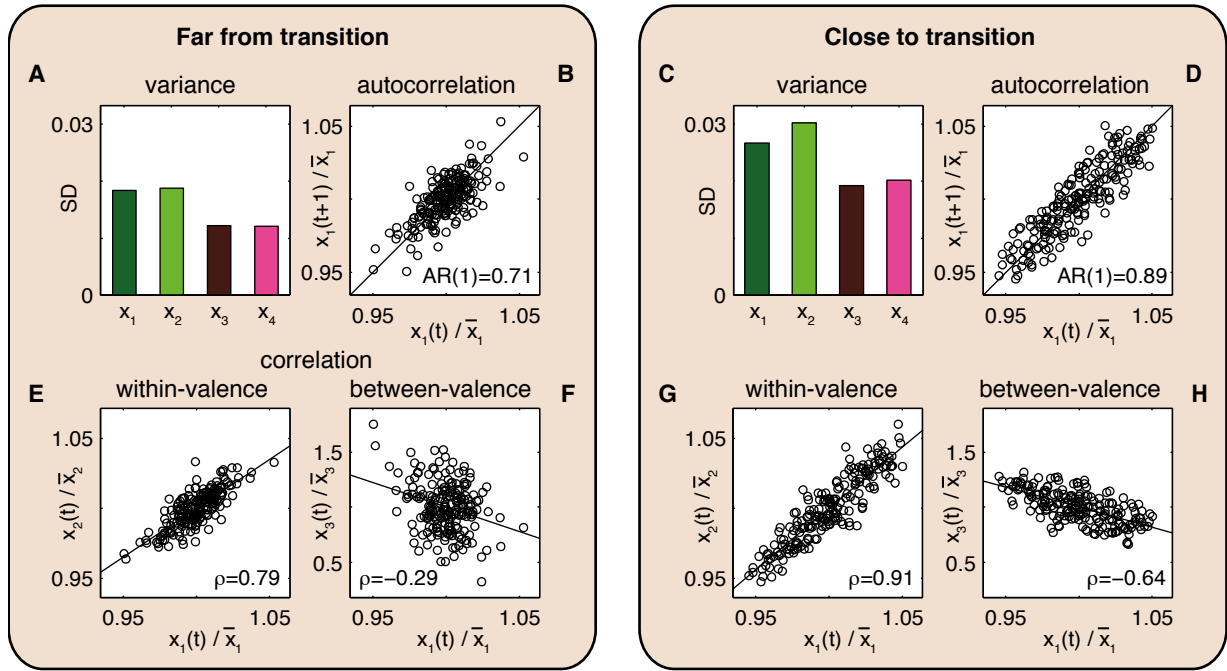 Far from transition
A
variance
SD
0.03
0
x₁ x₂ x₃ x₄
B
autocorrelation
x₁(t+1) / x̄₁
1.05
0.95
AR(1)=0.71
0.95 1.05
x₁(t) / x̄₁
correlation
E
within-valence
x₂(t) / x̄₂
1.05
0.95
ρ=0.79
0.95 1.05
x₁(t) / x̄₁
F
between-valence
x₃(t) / x̄₃
1.5
0.5
ρ=−0.29
0.95 1.05
x₁(t) / x̄₁
Close to transition
C
variance
SD
0.03
0
x₁ x₂ x₃ x₄
D
autocorrelation
x₁(t+1) / x̄₁
1.05
0.95
AR(1)=0.89
0.95 1.05
x₁(t) / x̄₁
G
within-valence
x₂(t) / x̄₂
1.05
0.95
ρ=0.91
0.95 1.05
x₁(t) / x̄₁
H
between-valence
x₃(t) / x̄₃
1.5
0.5
ρ=−0.64
0.95 1.05
x₁(t) / x̄₁